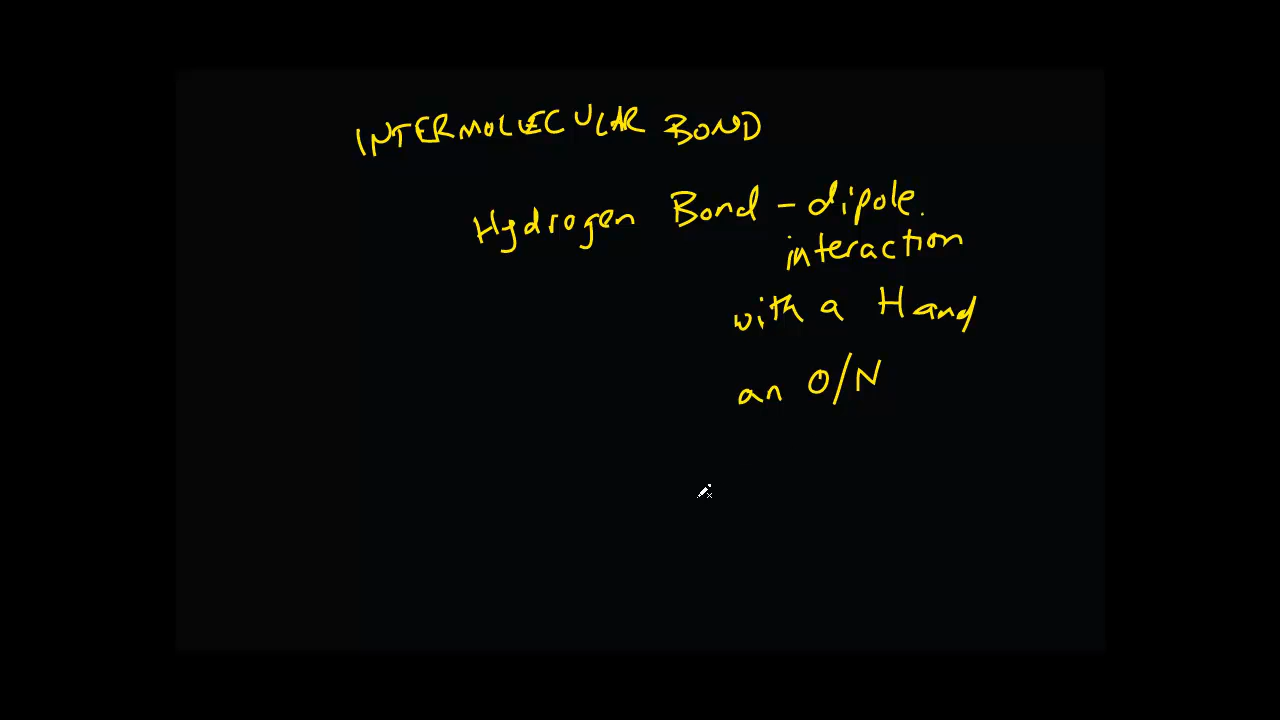 INTERMOLECULAR BOND
Hydrogen Bond - dipole.
interaction
with a H and
an O/N